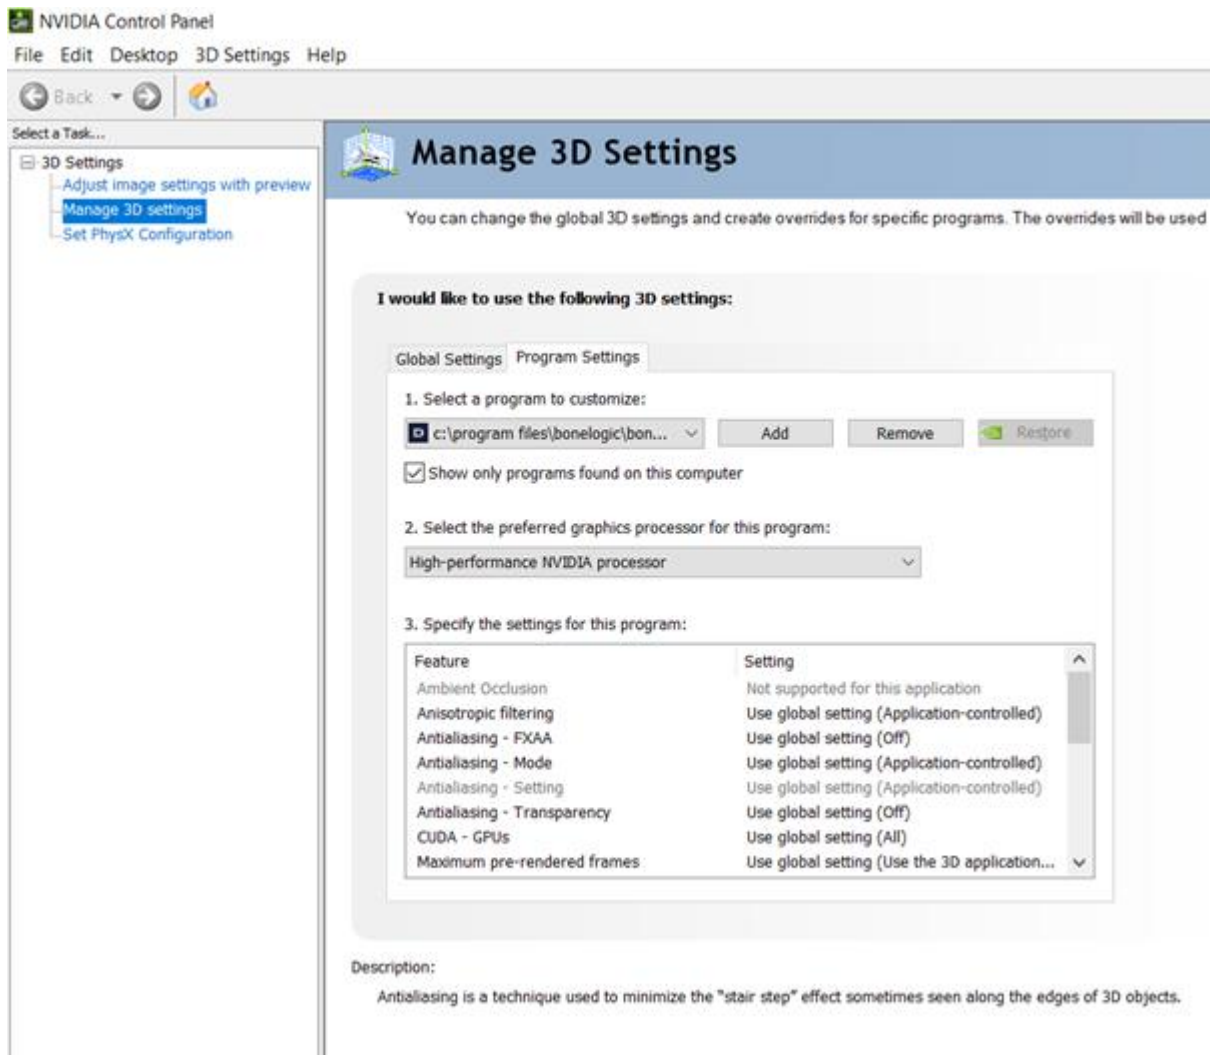 NVIDIA Control Panel
File Edit Desktop 3D Settings Help
Back
Select a Task...
3D Settings
Adjust image settings with preview
Manage 3D settings
Set PhysX Configuration
Manage 3D Settings
You can change the global 3D settings and create overrides for specific programs. The overrides will be used
I would like to use the following 3D settings:
Global Settings Program Settings
1. Select a program to customize:
c:\program files\bonelogic\bon... Add Remove Restore
Show only programs found on this computer
2. Select the preferred graphics processor for this program:
High-performance NVIDIA processor
3. Specify the settings for this program:
Feature Setting
Ambient Occlusion Not supported for this application
Anisotropic filtering Use global setting (Application-controlled)
Antialiasing - FXAA Use global setting (Off)
Antialiasing - Mode Use global setting (Application-controlled)
Antialiasing - Setting Use global setting (Application-controlled)
Antialiasing - Transparency Use global setting (Off)
CUDA - GPUs Use global setting (All)
Maximum pre-rendered frames Use global setting (Use the 3D application...
Description:
Antialiasing is a technique used to minimize the "stair step" effect sometimes seen along the edges of 3D objects.